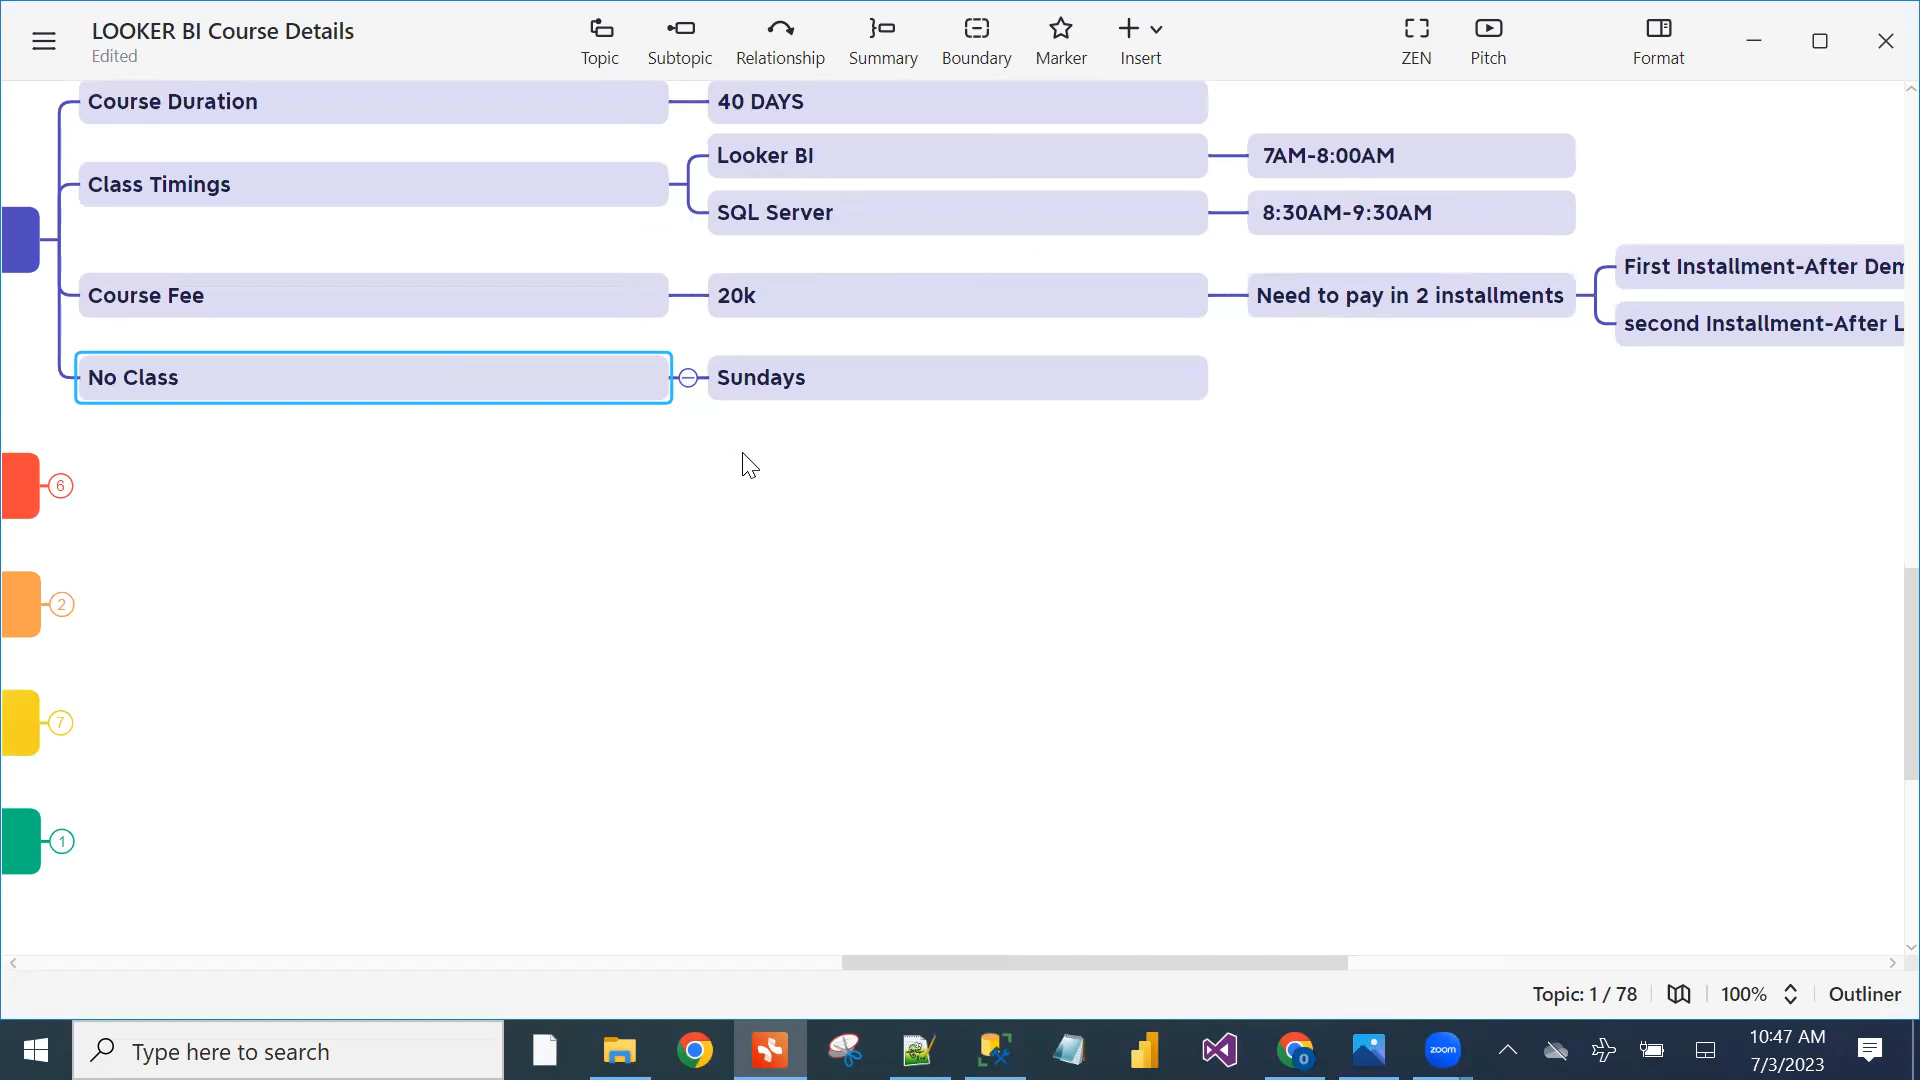 LOOKER BI Course Details
Edited
Topic
Subtopic
Relationship
Summary
Boundary
Marker
Insert
ZEN
Pitch
Format
Course Duration
40 DAYS
Class Timings
Looker BI
7AM-8:00AM
SQL Server
8:30AM-9:30AM
Course Fee
20k
Need to pay in 2 installments
First Installment-After Dem
second Installment-After L
No Class
Sundays
6
2
7
1
Topic: 1 / 78
100%
Outliner
Type here to search
zoom
10:47 AM
7/3/2023